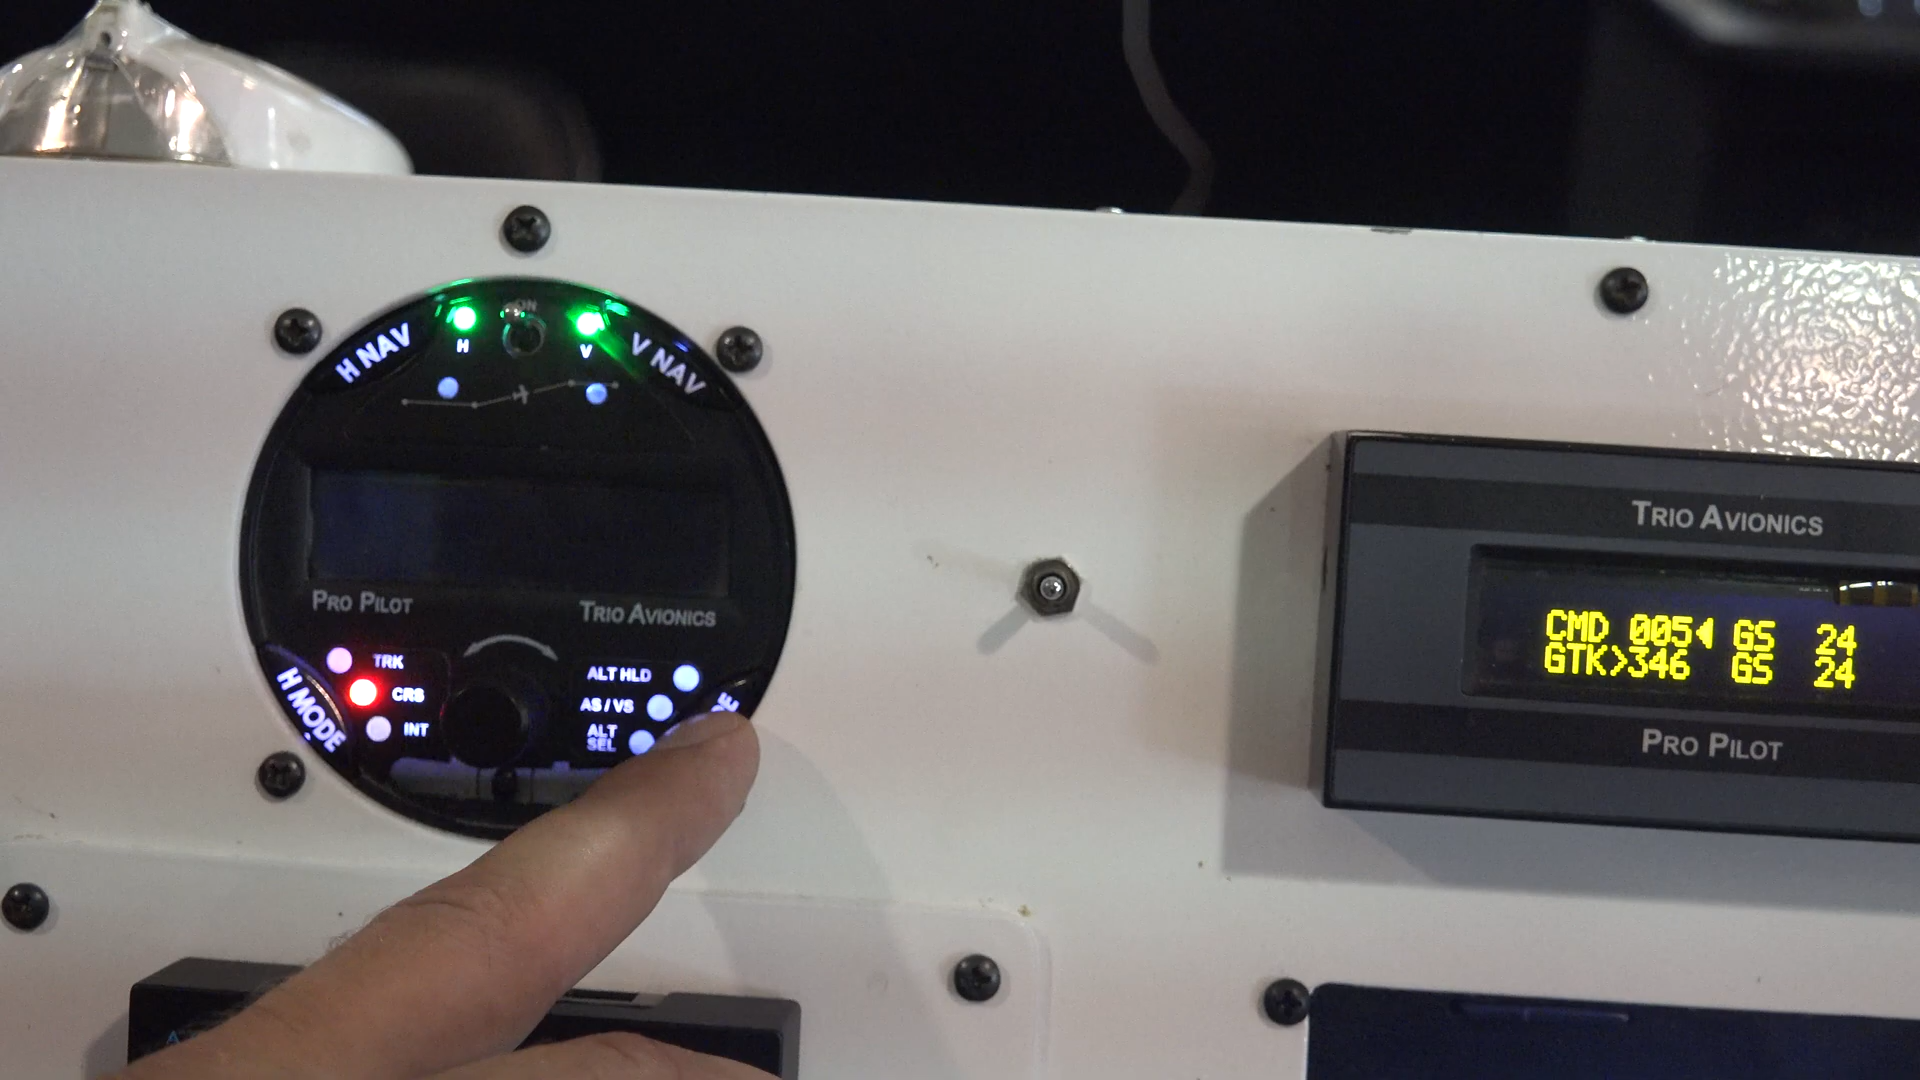 ON
H NAV
H
V
V NAV
PRO PILOT
TRIO AVIONICS
TRK
CRS
INT
H MODE
ALT HLD
AS / VS
ALT
SEL
TRIO AVIONICS
CMD 005◀ GS 24
GTK>346 GS 24
PRO PILOT